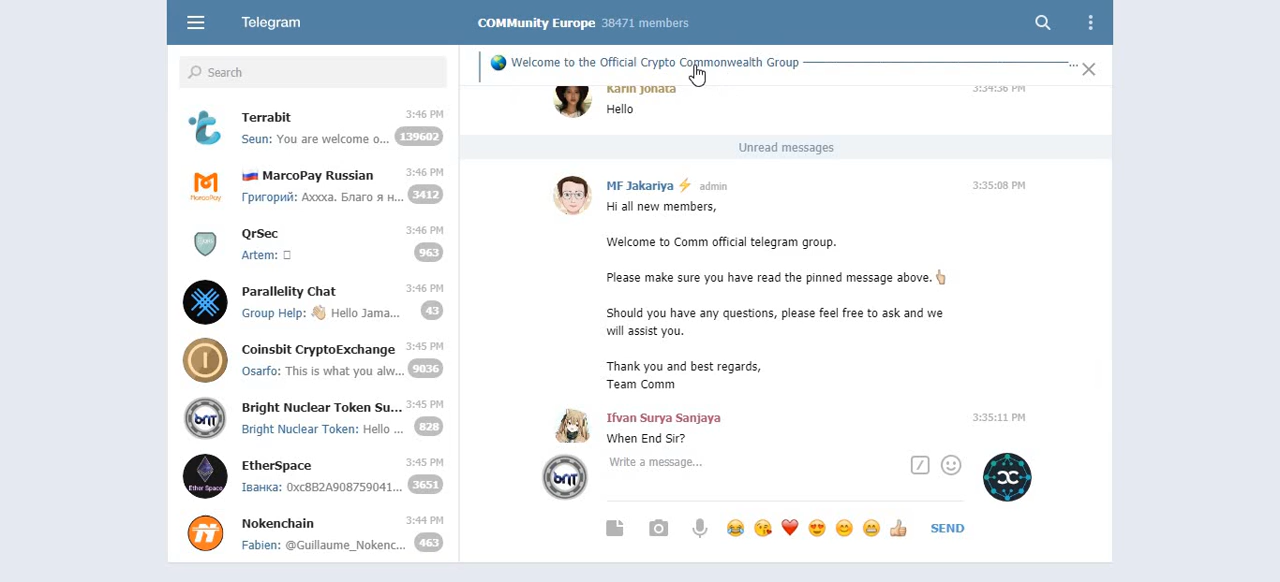 Telegram
COMMunity Europe 38471 members
Search
Welcome to the Official Crypto Commonwealth Group ...
Terrabit 3:46 PM
Seun: You are welcome o... 139602
MarcoPay Russian 3:46 PM
MarcoPay
Григорий: Аххха. Благо я н... 3412
QrSec 3:46 PM
Artem: 963
Parallelity Chat 3:46 PM
Group Help: 👋🏼 Hello Jama... 43
Coinsbit CryptoExchange 3:45 PM
Osarfo: This is what you alw... 9036
Bright Nuclear Token Su... 3:45 PM
BNT
Bright Nuclear Token: Hello ... 828
EtherSpace 3:45 PM
Ether Space
Іванка: 0xc8B2A908759041... 3651
Nokenchain 3:44 PM
Fabien: @Guillaume_Nokenc... 463
Karin Jonata 3:34:36 PM
Hello
Unread messages
MF Jakariya ⚡ admin 3:35:08 PM
Hi all new members,
Welcome to Comm official telegram group.
Please make sure you have read the pinned message above.👆🏼
Should you have any questions, please feel free to ask and we
will assist you.
Thank you and best regards,
Team Comm
Ifvan Surya Sanjaya 3:35:11 PM
When End Sir?
BNT
Write a message...
SEND